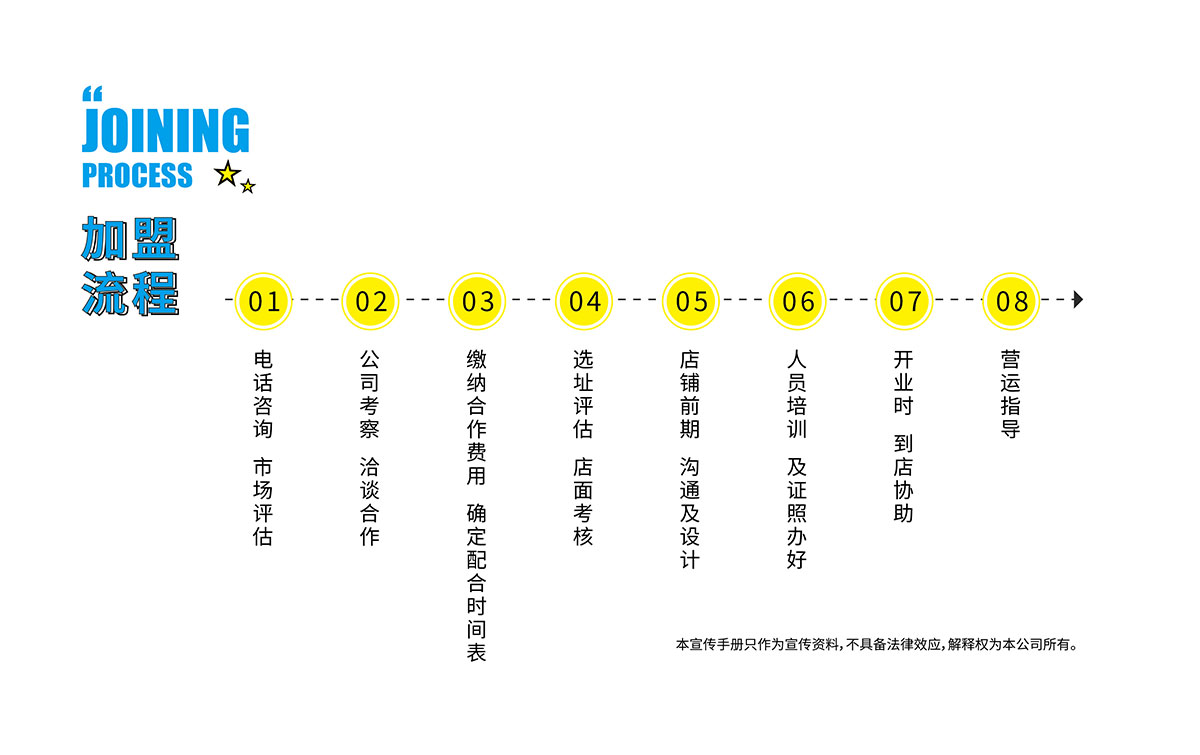 “
JOINING
PROCESS
加盟
流程
01
02
03
04
05
06
07
08
电话咨询 市场评估
公司考察 洽谈合作
缴纳合作费用 确定配合时间表
选址评估 店面考核
店铺前期 沟通及设计
人员培训 及证照办好
开业时 到店协助
营运指导
本宣传手册只作为宣传资料，不具备法律效应，解释权为本公司所有。